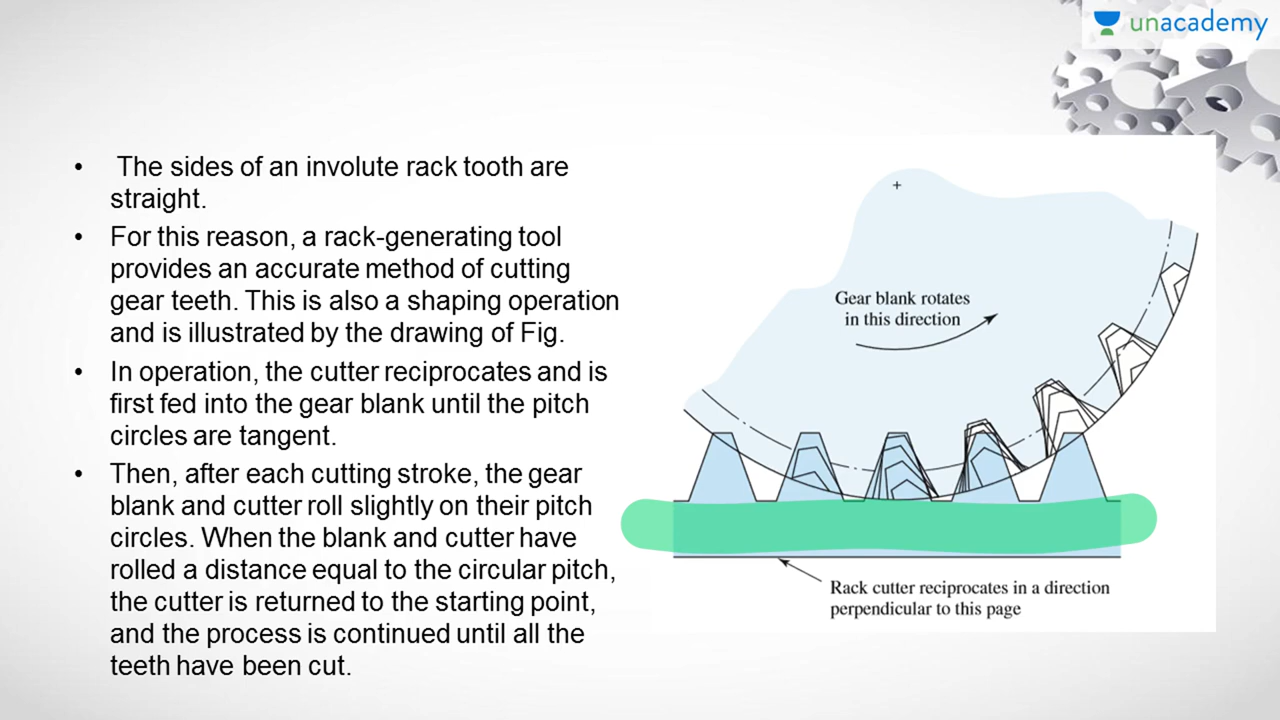 unacademy
• The sides of an involute rack tooth are
straight.
• For this reason, a rack-generating tool
provides an accurate method of cutting
gear teeth. This is also a shaping operation
and is illustrated by the drawing of Fig.
• In operation, the cutter reciprocates and is
first fed into the gear blank until the pitch
circles are tangent.
• Then, after each cutting stroke, the gear
blank and cutter roll slightly on their pitch
circles. When the blank and cutter have
rolled a distance equal to the circular pitch,
the cutter is returned to the starting point,
and the process is continued until all the
teeth have been cut.
Gear blank rotates
in this direction
Rack cutter reciprocates in a direction
perpendicular to this page